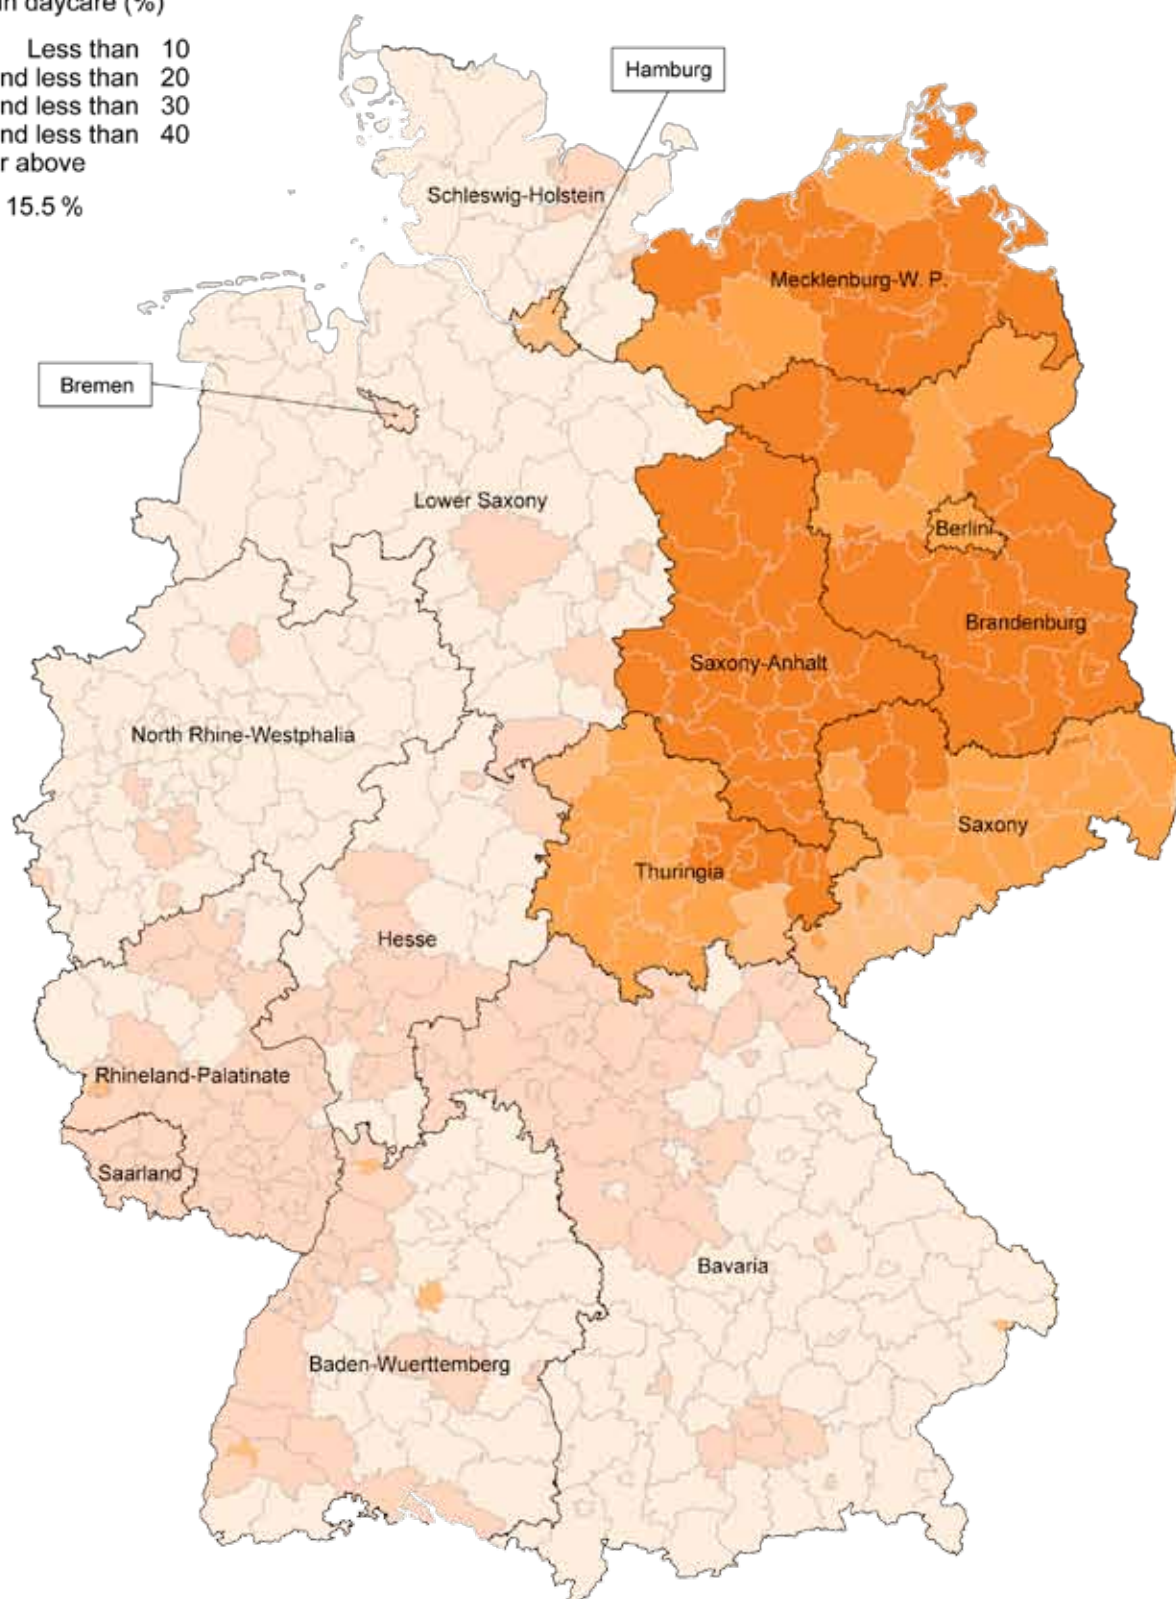 in daycare (%)
Less than 10
nd less than 20
nd less than 30
nd less than 40
r above
15.5 %
Hamburg
Schleswig-Holstein
Mecklenburg-W. P.
Bremen
Lower Saxony
Berlin
Brandenburg
Saxony-Anhalt
North Rhine-Westphalia
Saxony
Thuringia
Hesse
Rhineland-Palatinate
Saarland
Bavaria
Baden-Wuerttemberg